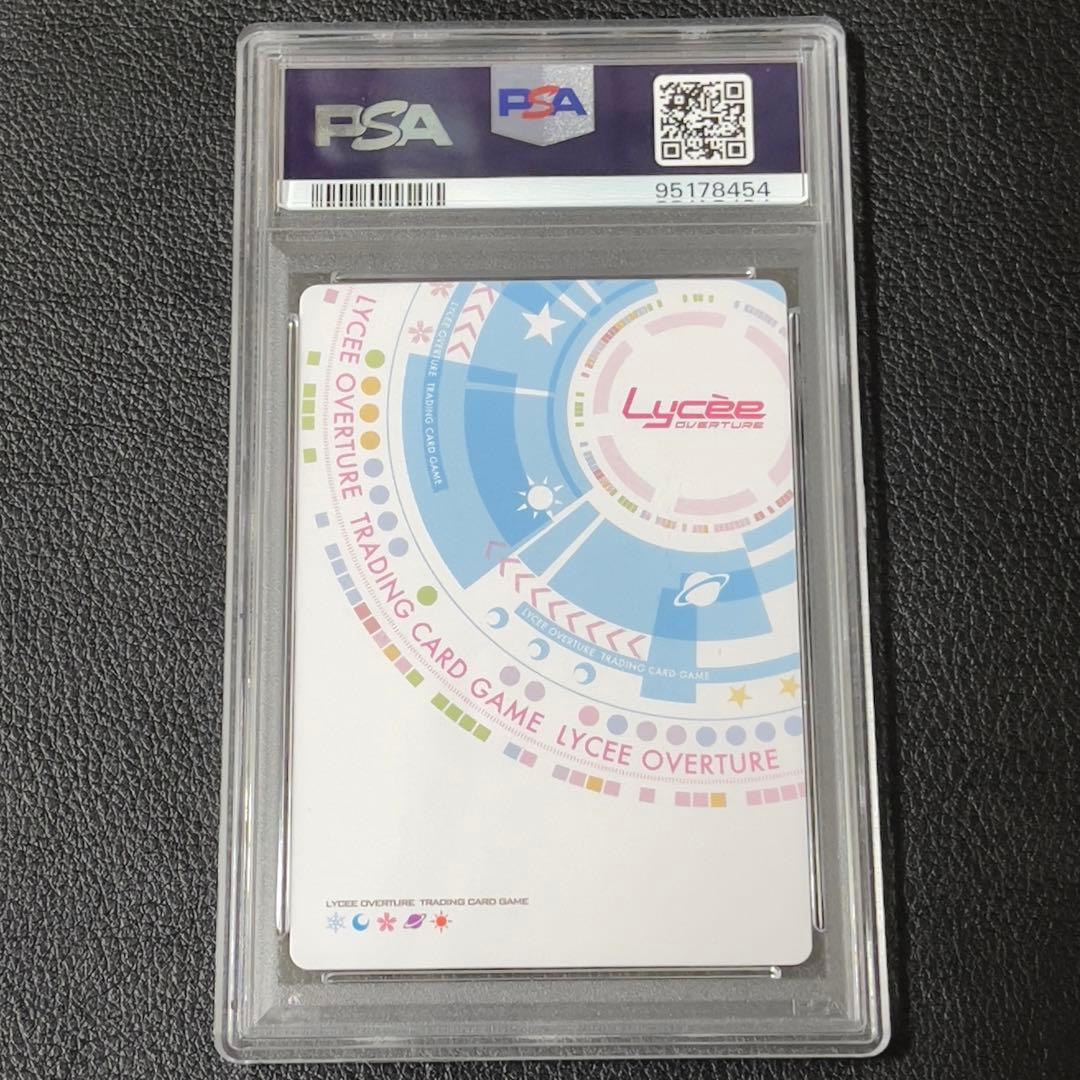 PSA
PSA
95178454
LYCEE OVERTURE TRADING CARD GAME LYCEE OVERTURE
LYCEE OVERTURE TRADING CARD GAME
Lycèe
OVERTURE
LYCEE OVERTURE TRADING CARD GAME
LYCEE OVERTURE TRADING CARD GAME